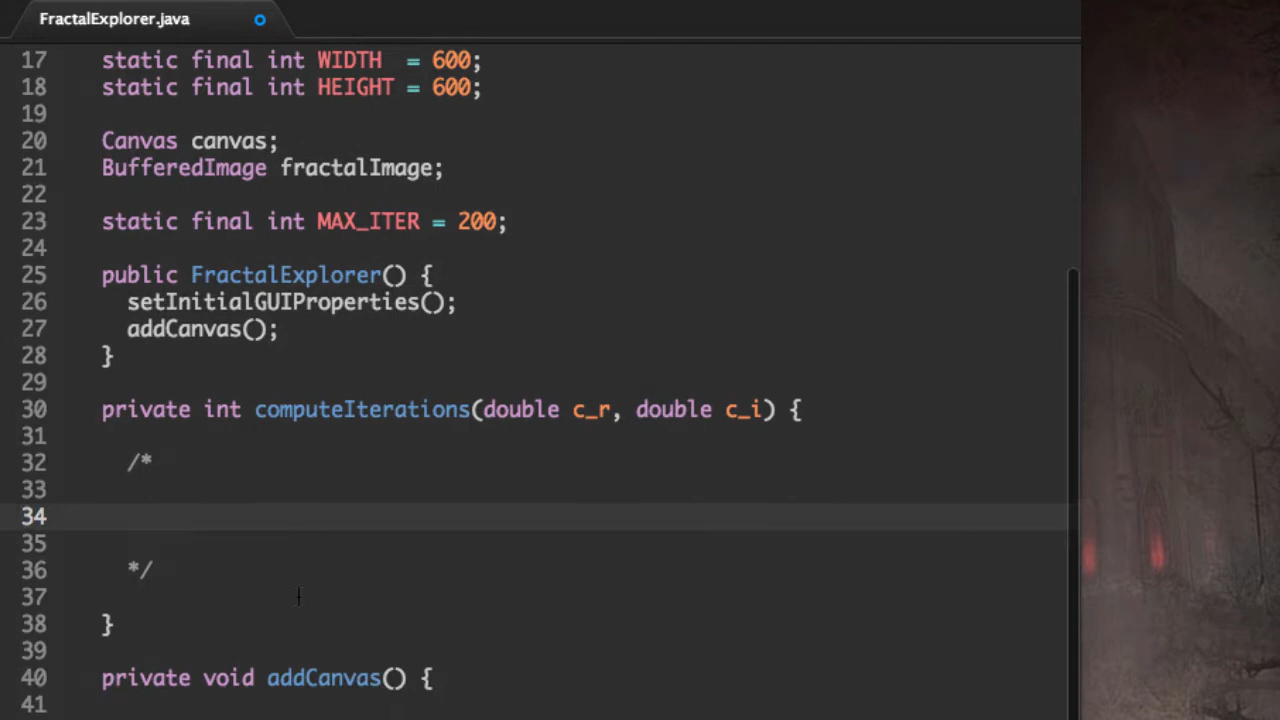 FractalExplorer.java
17 static final int WIDTH  = 600;
18 static final int HEIGHT = 600;
19
20 Canvas canvas;
21 BufferedImage fractalImage;
22
23 static final int MAX_ITER = 200;
24
25 public FractalExplorer() {
26 setInitialGUIProperties();
27 addCanvas();
28 }
29
30 private int computeIterations(double c_r, double c_i) {
31
32 /*
33
34
35
36 */
37
38 }
39
40 private void addCanvas() {
41